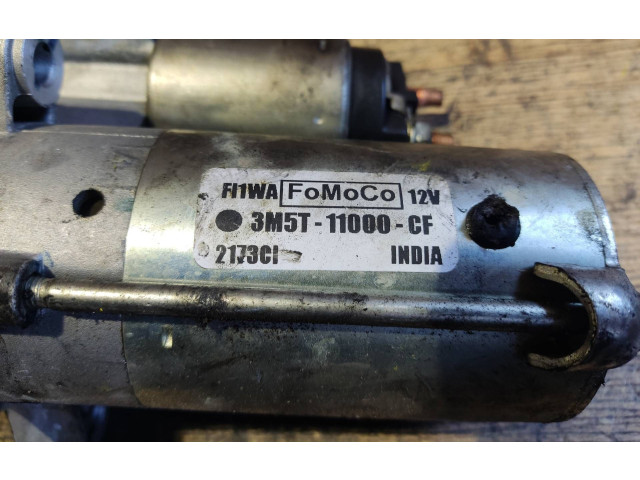 FI1WA FoMoCo 12V
3M5T-11000-CF
2173CI INDIA